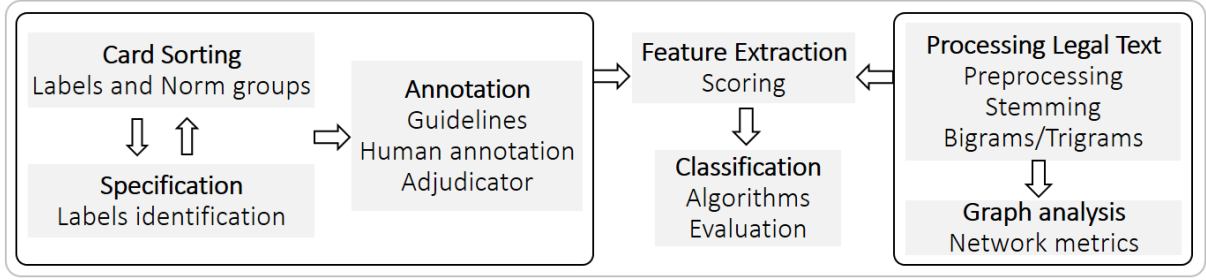 Card Sorting
Labels and Norm groups
Specification
Labels identification
Annotation
Guidelines
Human annotation
Adjudicator
Feature Extraction
Scoring
Classification
Algorithms
Evaluation
Processing Legal Text
Preprocessing
Stemming
Bigrams/Trigrams
Graph analysis
Network metrics